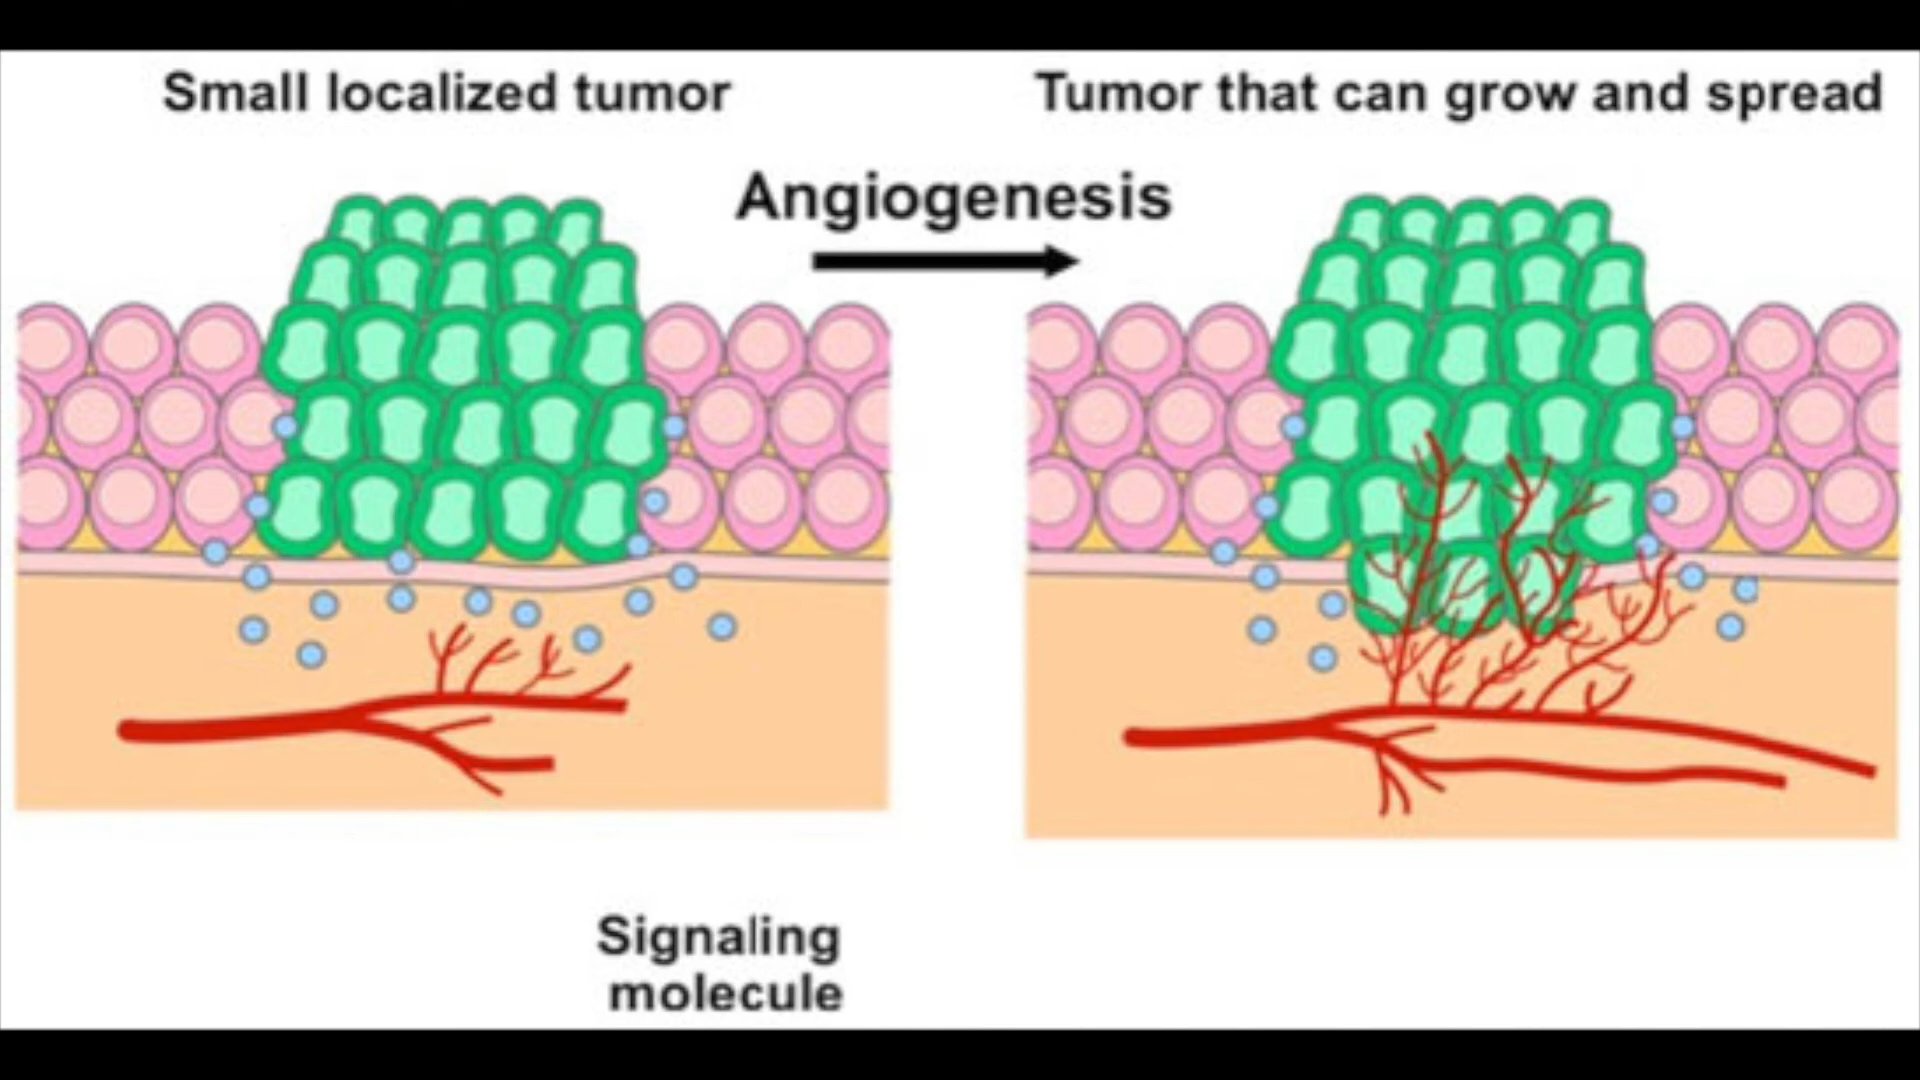 Small localized tumor
Tumor that can grow and spread
Angiogenesis
Signaling
molecule